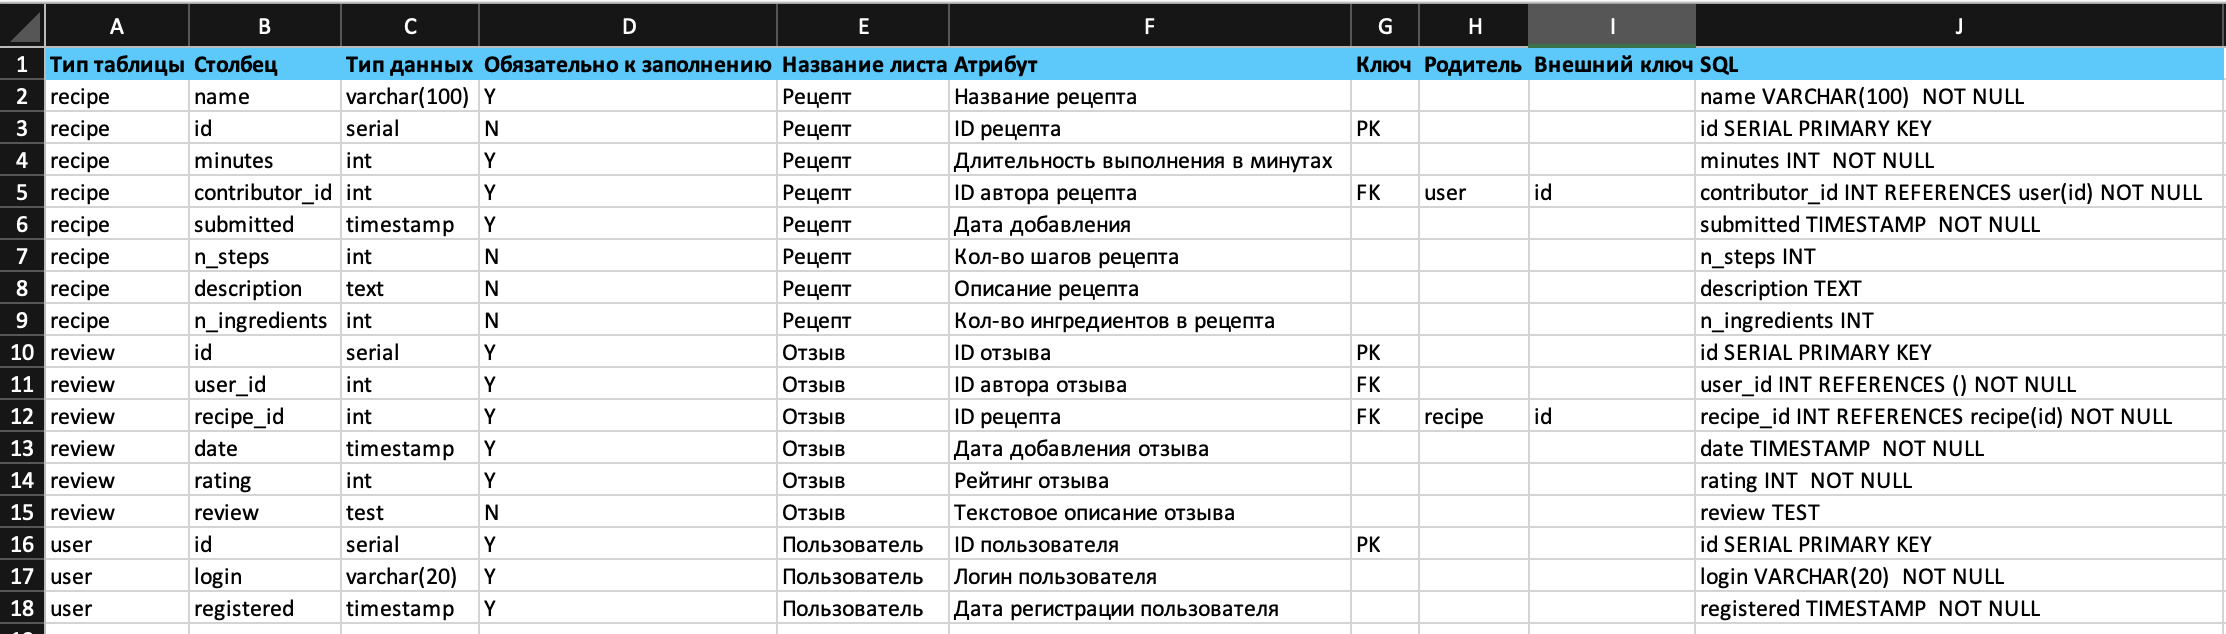 A B C D E F G H I J
1 Тип таблицы Столбец Тип данных Обязательно к заполнению Название листа Атрибут Ключ Родитель Внешний ключ SQL
2 recipe name varchar(100) Y Рецепт Название рецепта name VARCHAR(100)  NOT NULL
3 recipe id serial N Рецепт ID рецепта PK id SERIAL PRIMARY KEY
4 recipe minutes int Y Рецепт Длительность выполнения в минутах minutes INT  NOT NULL
5 recipe contributor_id int Y Рецепт ID автора рецепта FK user id contributor_id INT REFERENCES user(id) NOT NULL
6 recipe submitted timestamp Y Рецепт Дата добавления submitted TIMESTAMP  NOT NULL
7 recipe n_steps int N Рецепт Кол-во шагов рецепта n_steps INT
8 recipe description text N Рецепт Описание рецепта description TEXT
9 recipe n_ingredients int N Рецепт Кол-во ингредиентов в рецепта n_ingredients INT
10 review id serial Y Отзыв ID отзыва PK id SERIAL PRIMARY KEY
11 review user_id int Y Отзыв ID автора отзыва FK user_id INT REFERENCES () NOT NULL
12 review recipe_id int Y Отзыв ID рецепта FK recipe id recipe_id INT REFERENCES recipe(id) NOT NULL
13 review date timestamp Y Отзыв Дата добавления отзыва date TIMESTAMP  NOT NULL
14 review rating int Y Отзыв Рейтинг отзыва rating INT  NOT NULL
15 review review test N Отзыв Текстовое описание отзыва review TEST
16 user id serial Y Пользователь ID пользователя PK id SERIAL PRIMARY KEY
17 user login varchar(20) Y Пользователь Логин пользователя login VARCHAR(20)  NOT NULL
18 user registered timestamp Y Пользователь Дата регистрации пользователя registered TIMESTAMP  NOT NULL